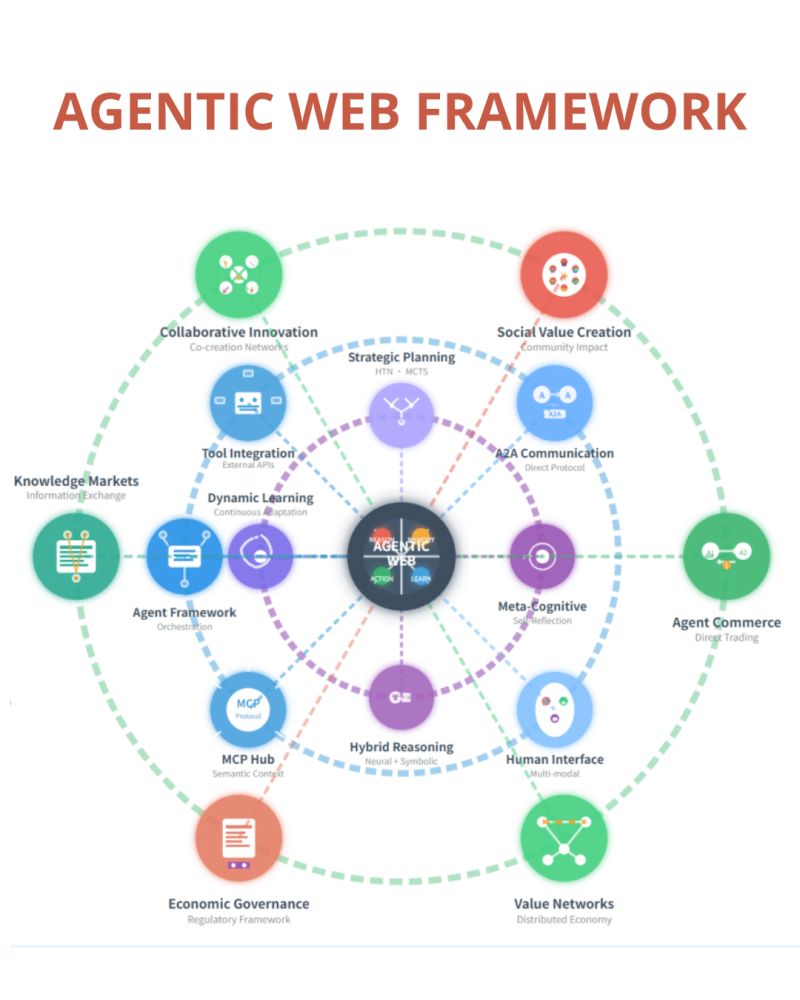 AGENTIC WEB FRAMEWORK
Collaborative Innovation
Co-creation Networks
Social Value Creation
Community Impact
Strategic Planning
HTN • MCTS
Tool Integration
External APIs
A
A
A2A
A2A Communication
Direct Protocol
Knowledge Markets
Information Exchange
Dynamic Learning
Continuous Adaptation
REASON
MEMORY
AGENTIC
WEB
ACTION
LEARN
A1
A2
Agent Framework
Orchestration
Meta-Cognitive
Self-Reflection
Agent Commerce
Direct Trading
MCP
Protocol
MCP Hub
Semantic Context
Hybrid Reasoning
Neural + Symbolic
Human Interface
Multi-modal
Economic Governance
Regulatory Framework
Value Networks
Distributed Economy